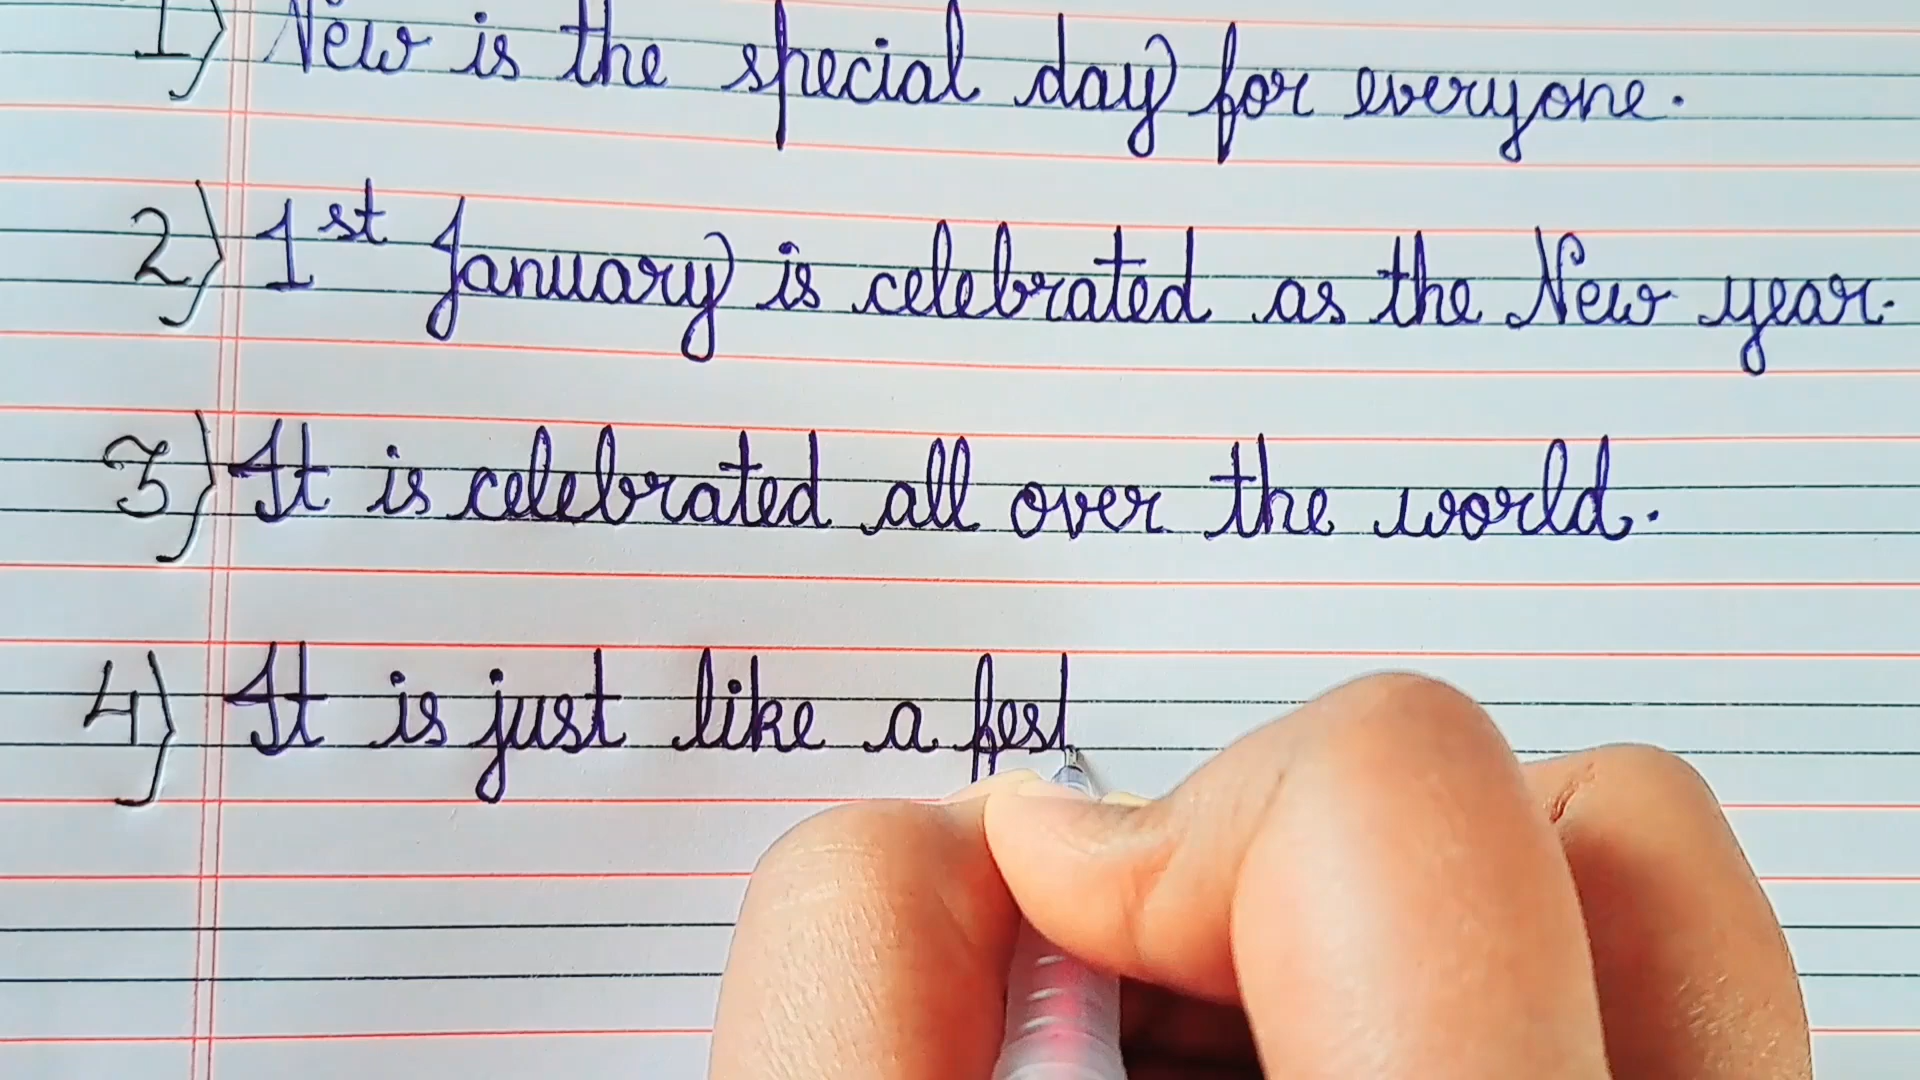 1) New is the special day for everyone.
2) 1st January is celebrated as the New year.
3) It is celebrated all over the world.
4) It is just like a fest